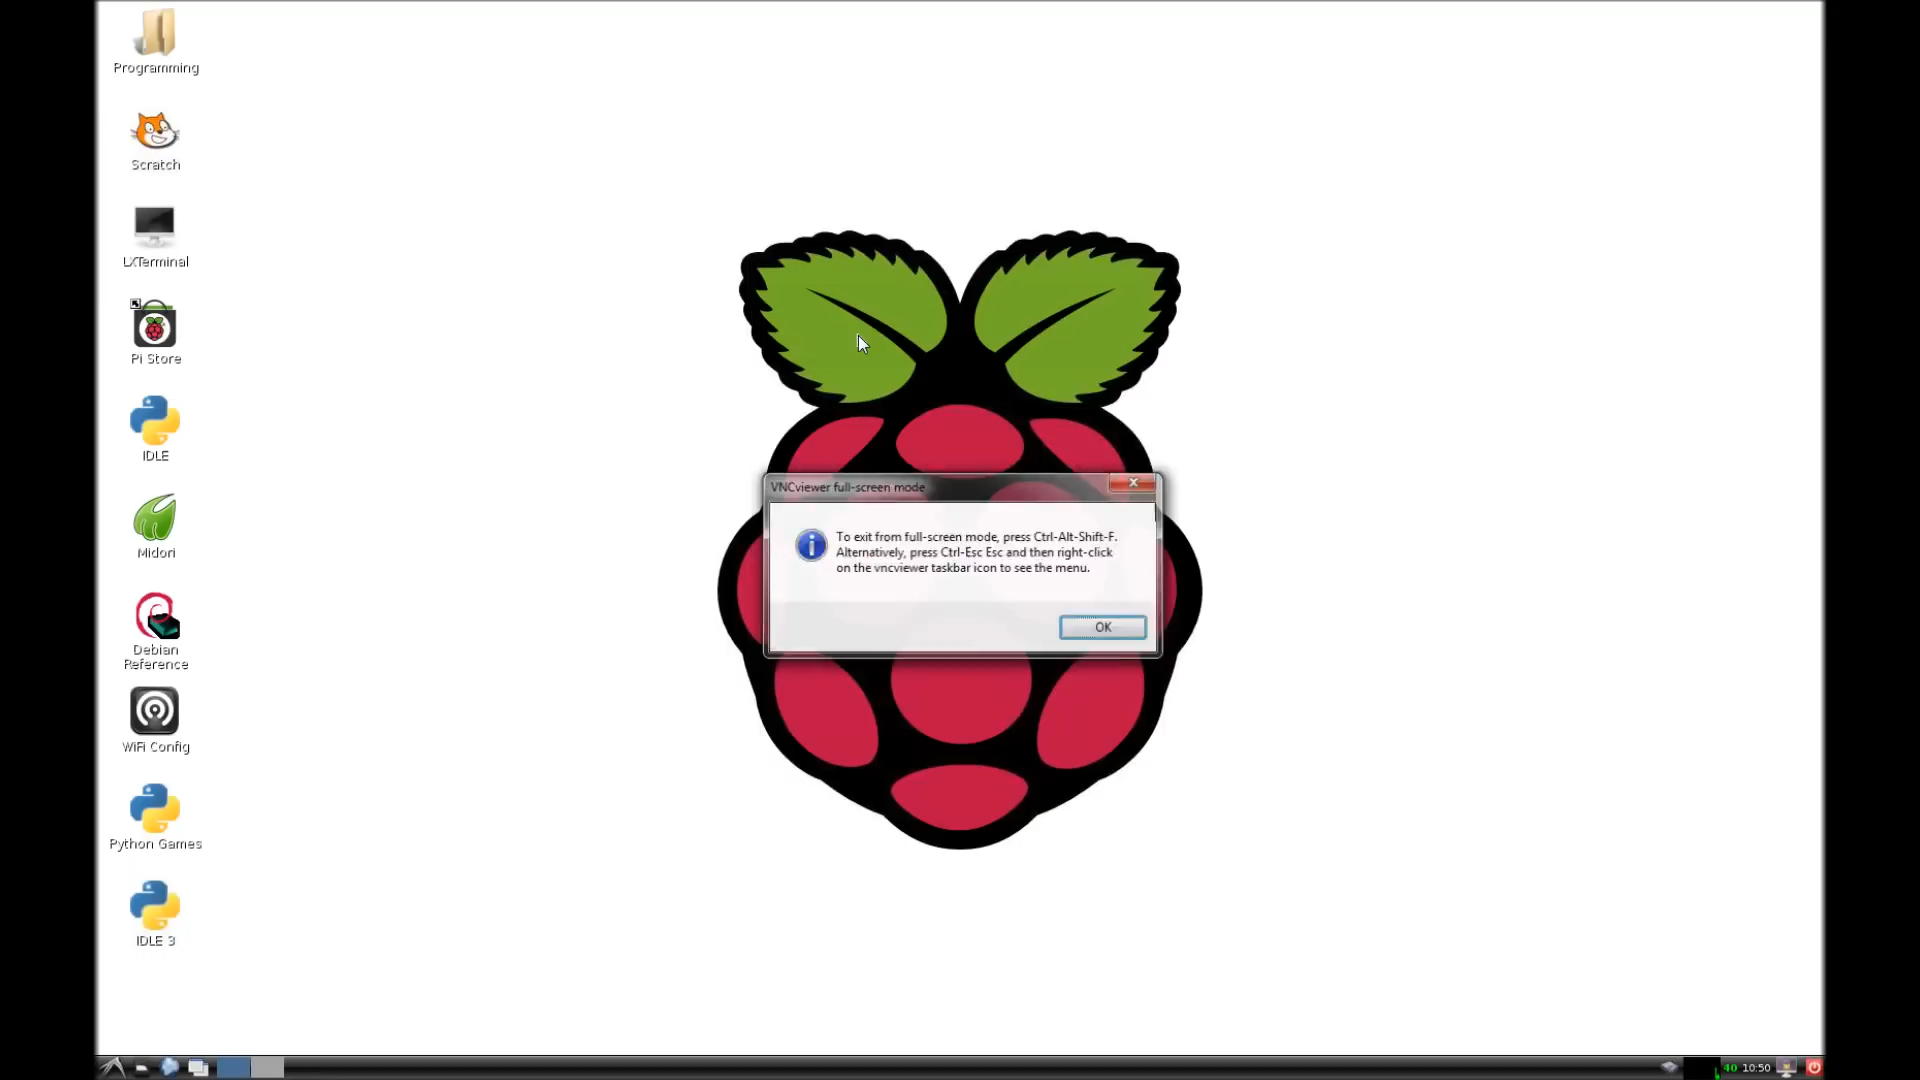 Programming
Scratch
LXTerminal
Pi Store
IDLE
Midori
Debian
Reference
WiFi Config
Python Games
IDLE 3
VNCviewer full-screen mode
To exit from full-screen mode, press Ctrl-Alt-Shift-F.
Alternatively, press Ctrl-Esc Esc and then right-click
on the vncviewer taskbar icon to see the menu.
OK
40 10:50